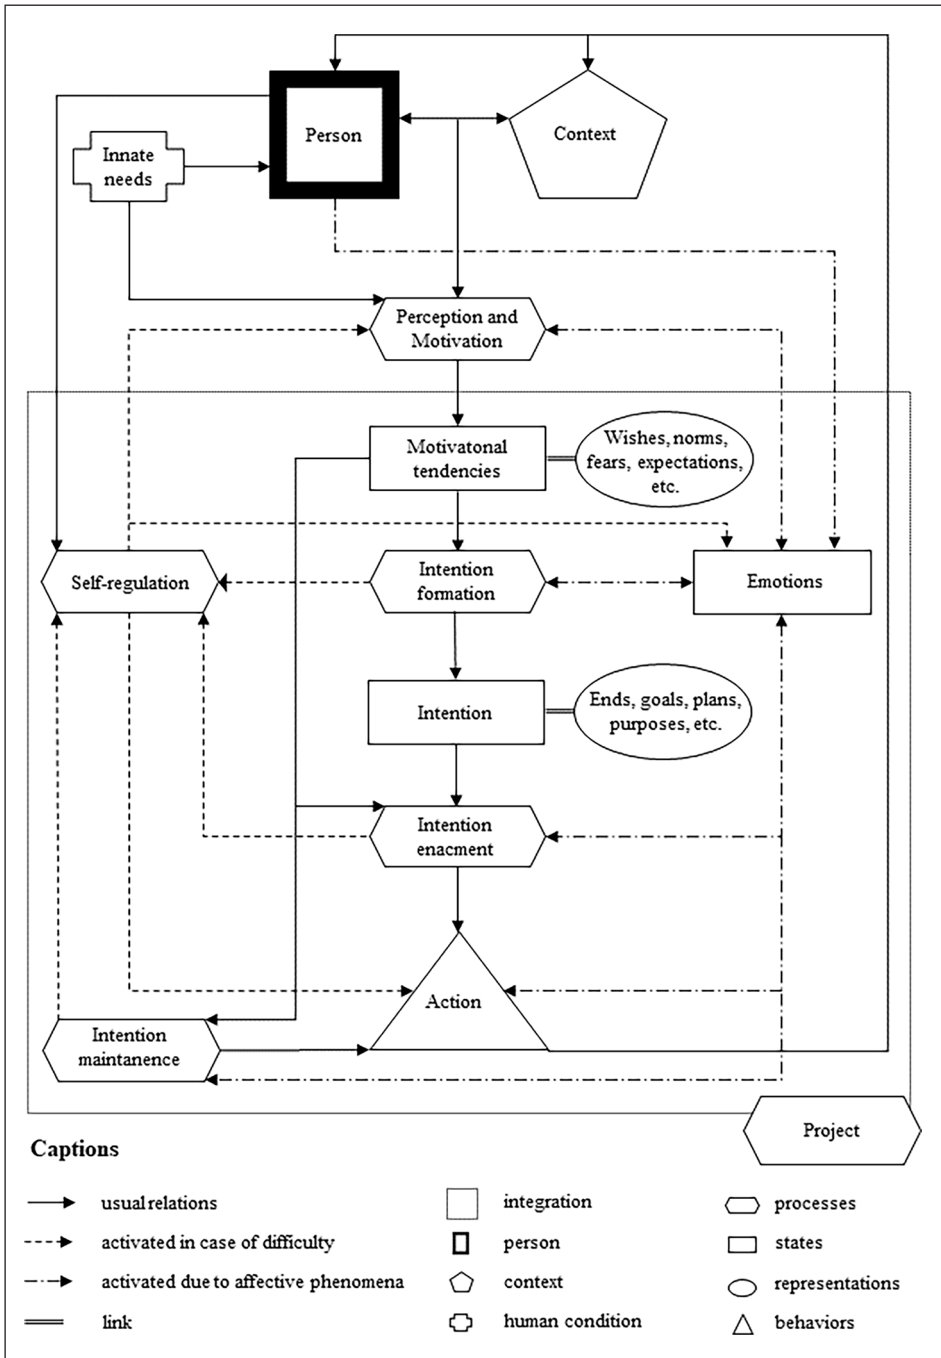 Person
Context
Innate
needs
Perception and
Motivation
Motivatonal
tendencies
Wishes, norms,
fears, expectations,
etc.
Self-regulation
Intention
formation
Emotions
Intention
Ends, goals, plans,
purposes, etc.
Intention
enacment
Action
Intention
maintanence
Project
Captions
usual relations
integration
processes
activated in case of difficulty
person
states
activated due to affective phenomena
context
representations
link
human condition
behaviors